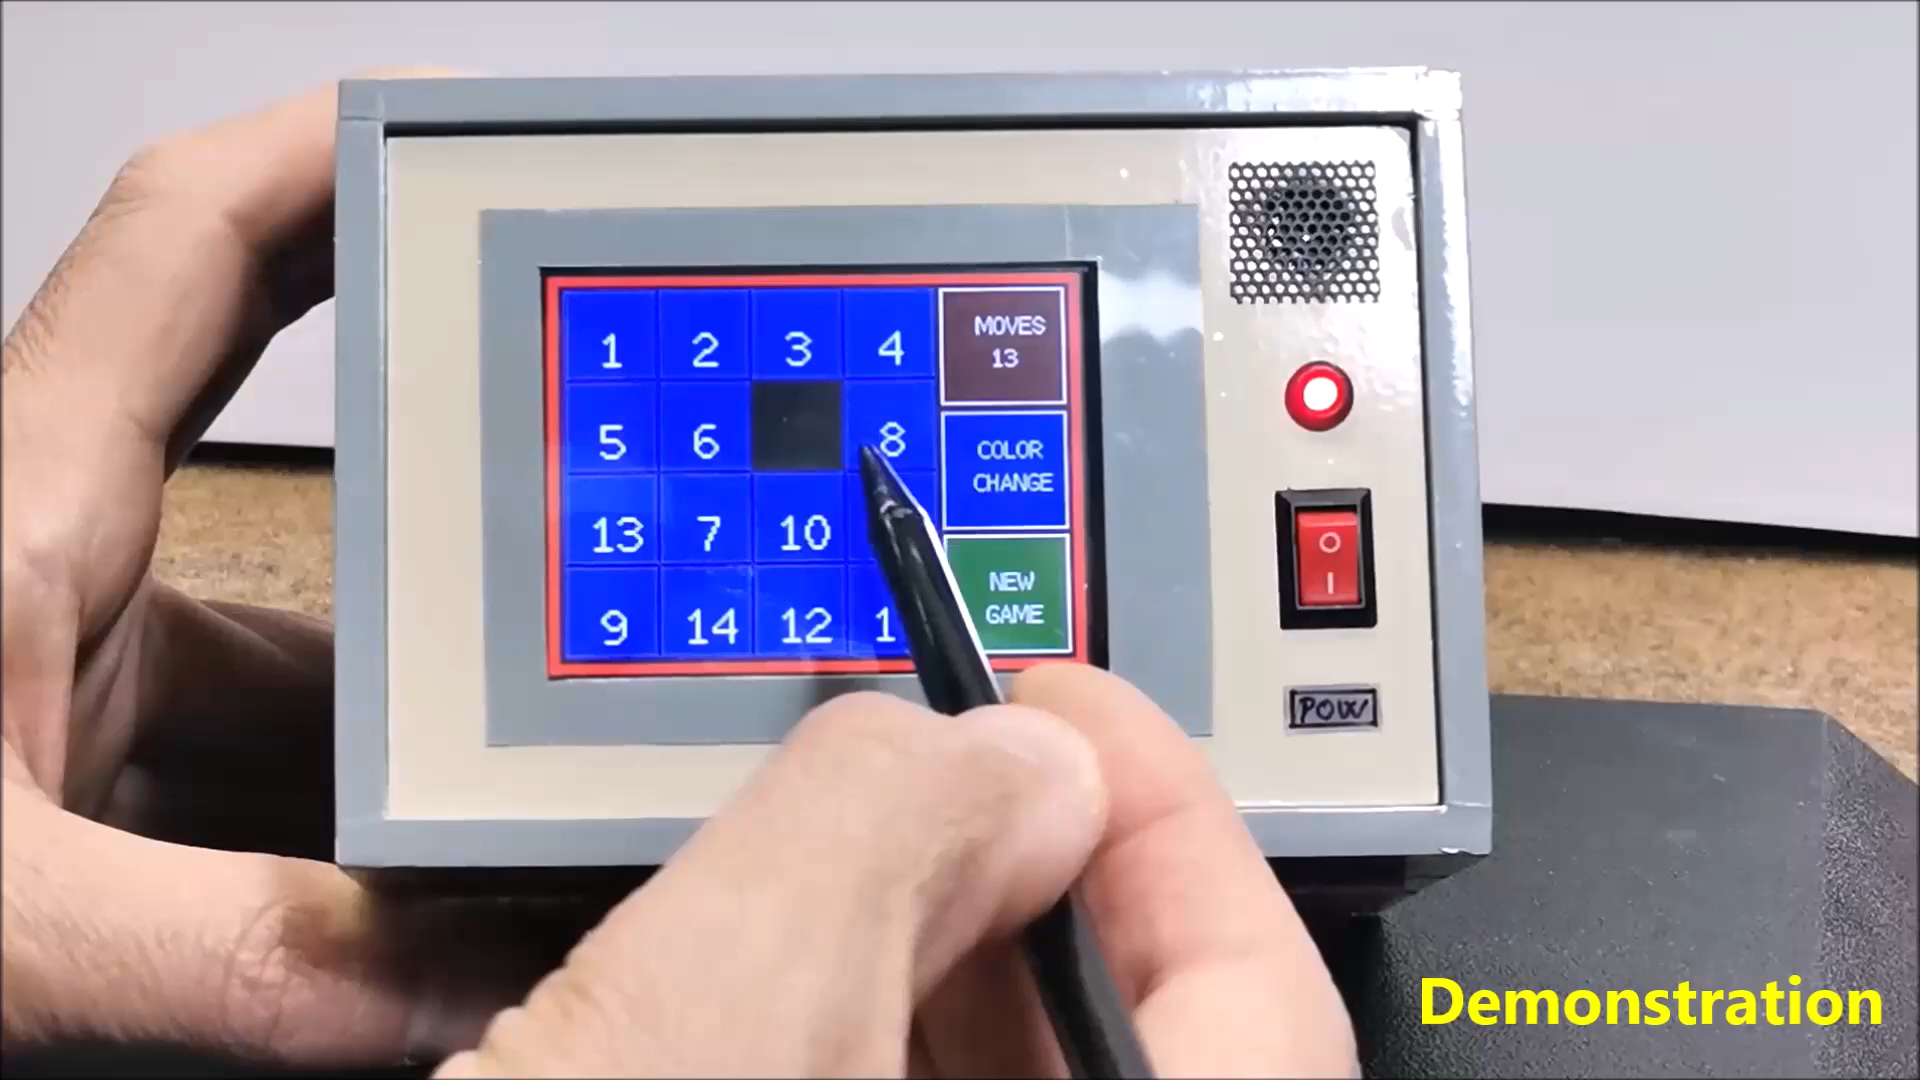 1 2 3 4
MOVES
13
5 6 8
COLOR
CHANGE
13 7 10
NEW
GAME
9 14 12
POW
Demonstration